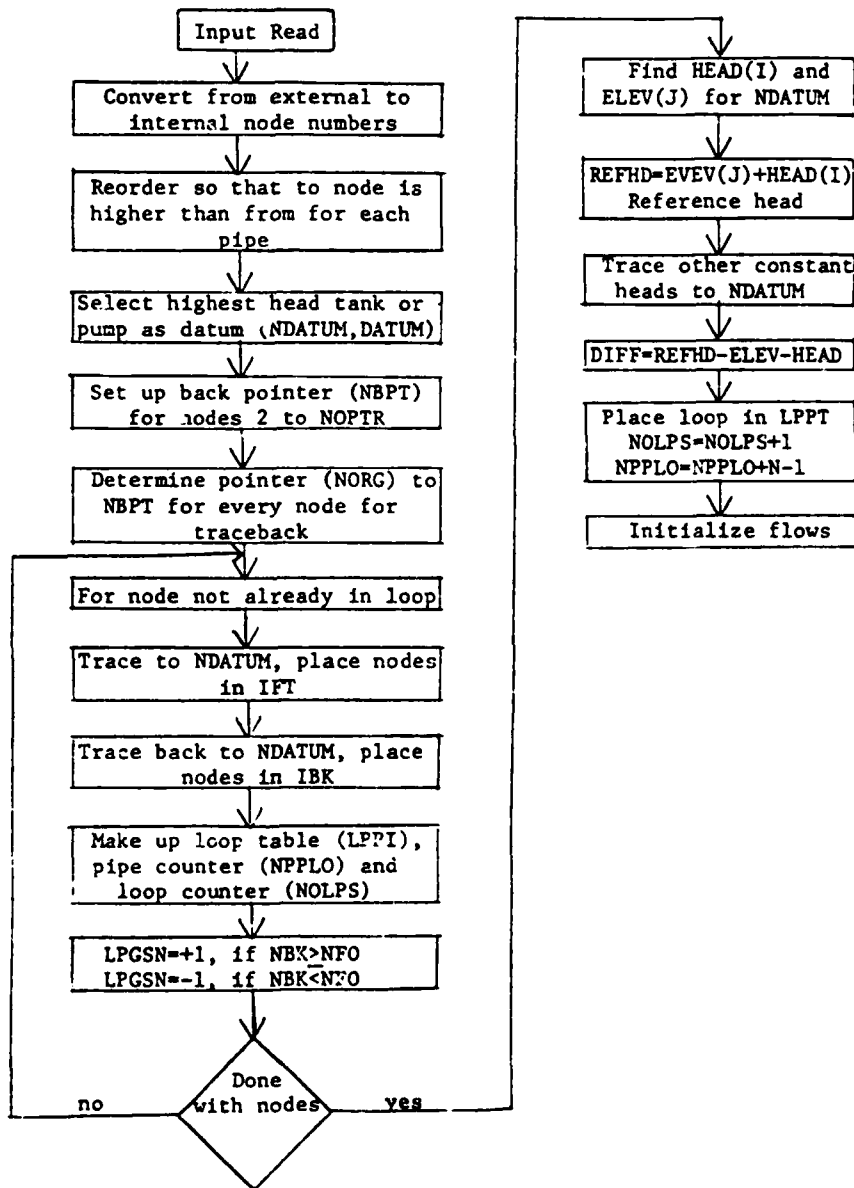 Input Read
Convert from external to
internal node numbers
Reorder so that to node is
higher than from for each
pipe
Select highest head tank or
pump as datum (NDATUM,DATUM)
Set up back pointer (NBPT)
for nodes 2 to NOPTR
Determine pointer (NORG) to
NBPT for every node for
traceback
For node not already in loop
Trace to NDATUM, place nodes
in IFT
Trace back to NDATUM, place
nodes in IBK
Make up loop table (LPPI),
pipe counter (NPPLO) and
loop counter (NOLPS)
LPGSN=+1, if NBK>NFO
LPGSN=-1, if NBK<NFO
Done
with nodes
no
yes
Find HEAD(I) and
ELEV(J) for NDATUM
REFHD=EVEV(J)+HEAD(I)
Reference head
Trace other constant
heads to NDATUM
DIFF=REFHD-ELEV-HEAD
Place loop in LPPT
NOLPS=NOLPS+1
NPPLO=NPPLO+N-1
Initialize flows